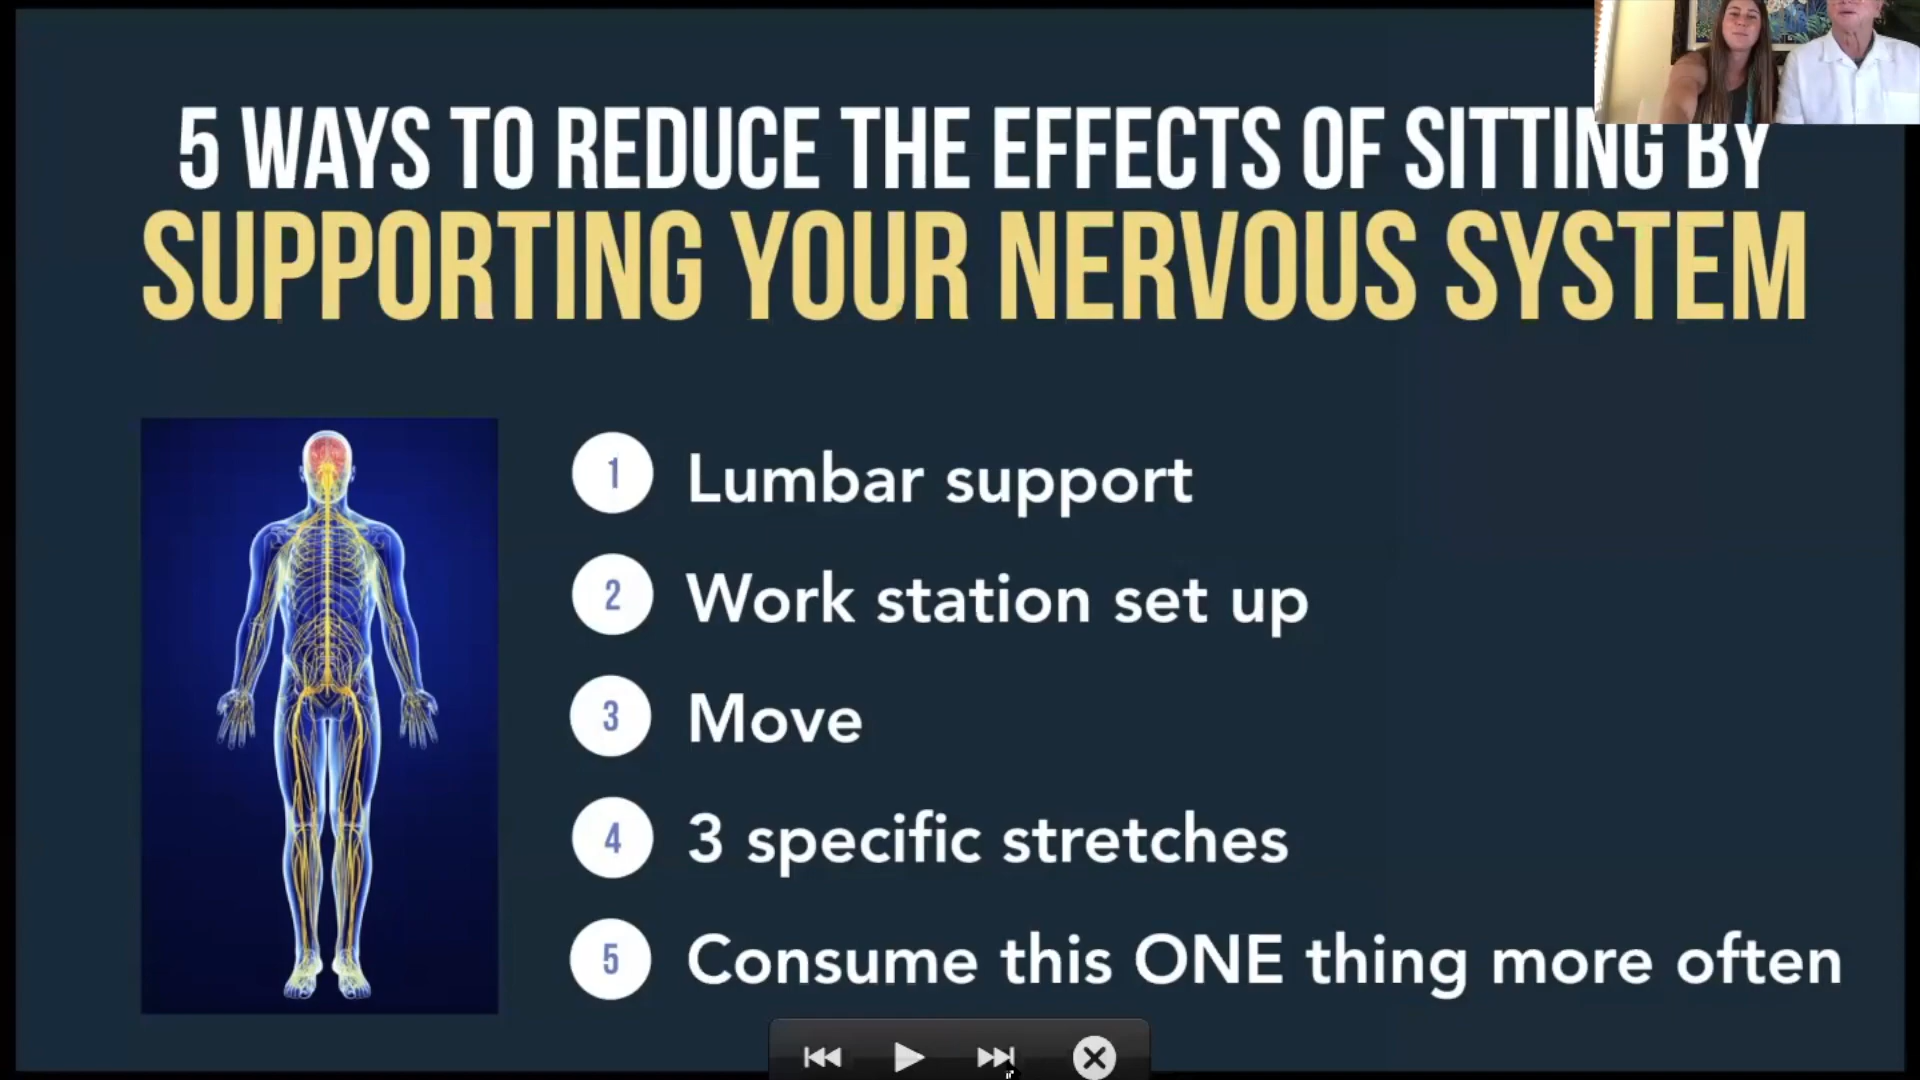 5 WAYS TO REDUCE THE EFFECTS OF SITTING BY
SUPPORTING YOUR NERVOUS SYSTEM
1 Lumbar support
2 Work station set up
3 Move
4 3 specific stretches
5 Consume this ONE thing more often